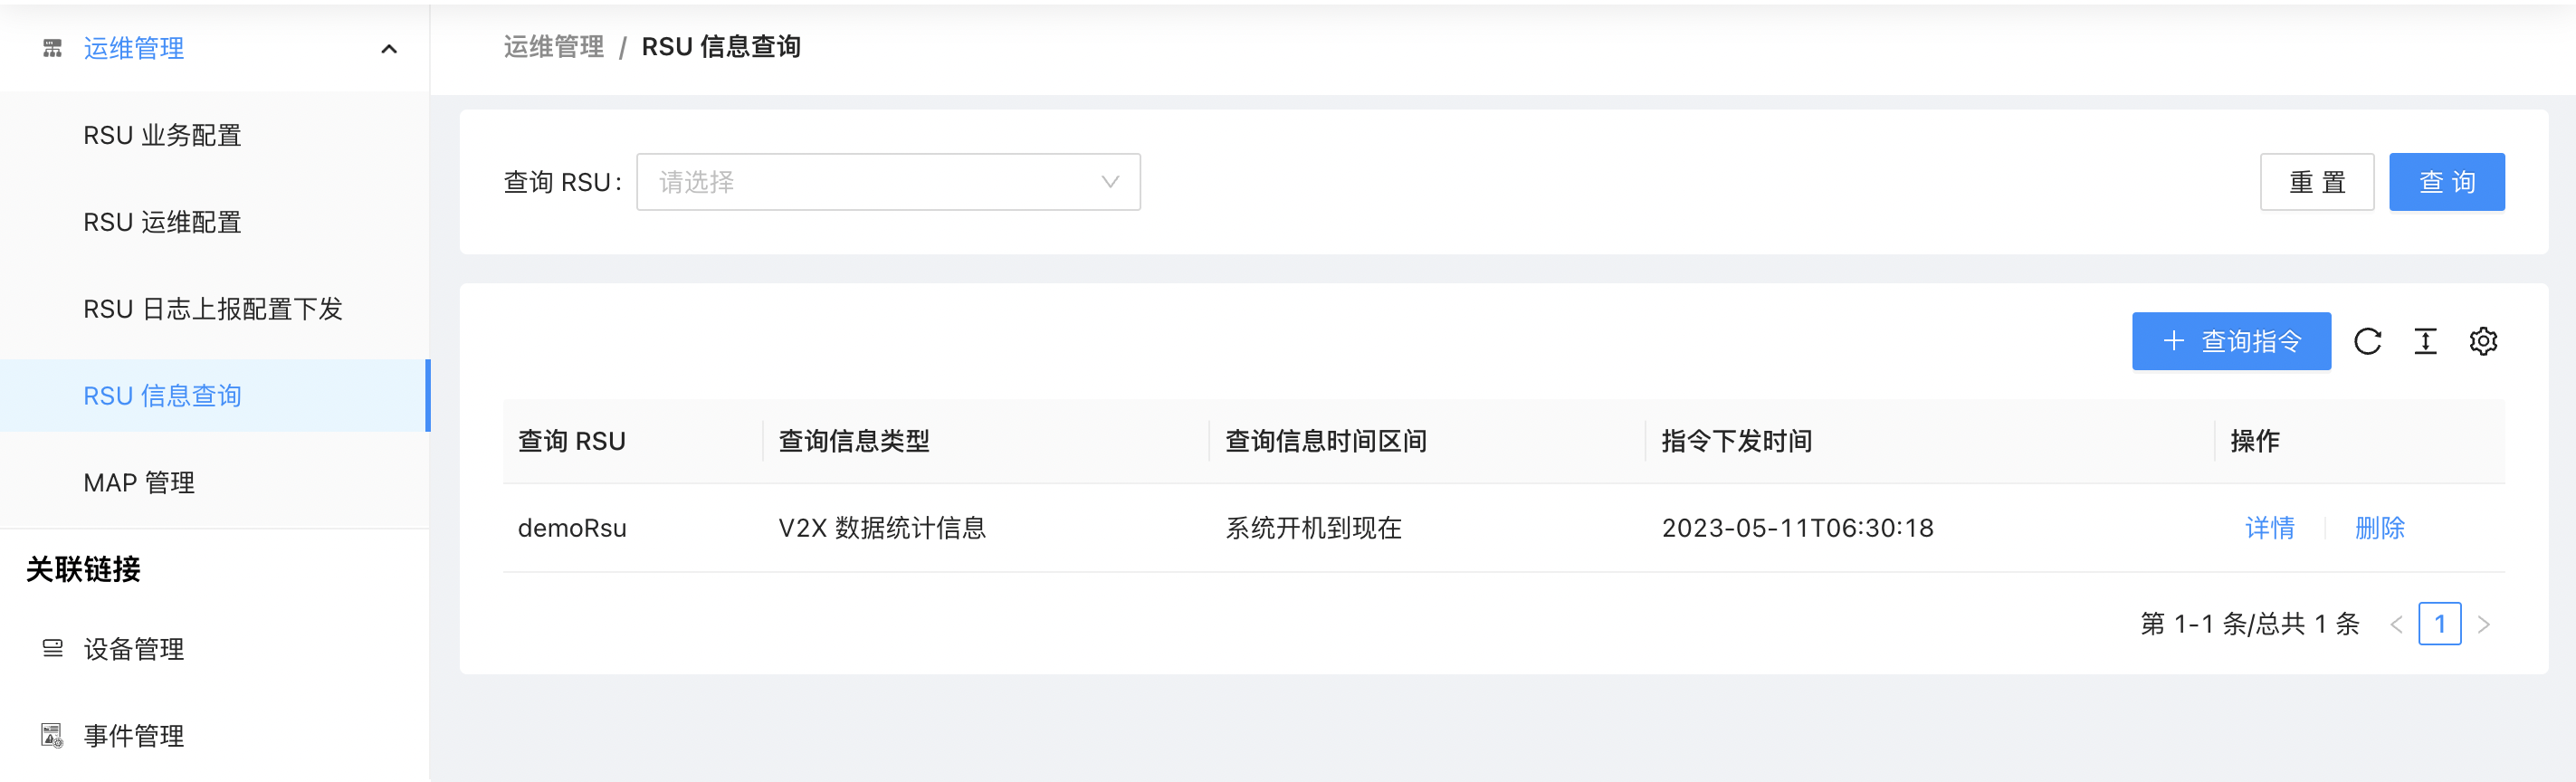 运维管理
RSU 业务配置
RSU 运维配置
RSU 日志上报配置下发
RSU 信息查询
MAP 管理
关联链接
设备管理
事件管理
运维管理 / RSU 信息查询
查询 RSU: 请选择 重 置 查 询
+ 查询指令
查询 RSU 查询信息类型 查询信息时间区间 指令下发时间 操作
demoRsu V2X 数据统计信息 系统开机到现在 2023-05-11T06:30:18 详情 删除
第 1-1 条/总共 1 条 < 1 >